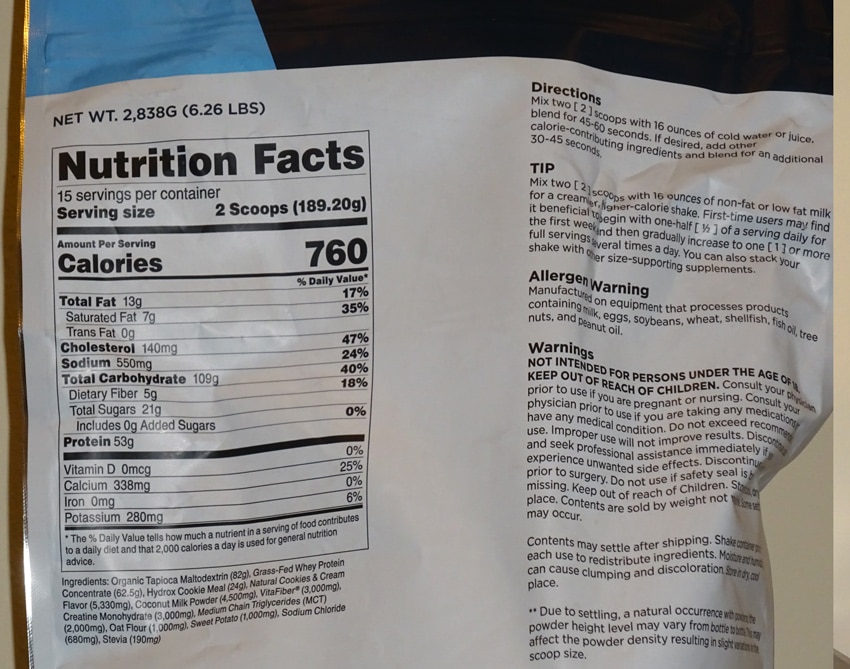 NET WT. 2,838G (6.26 LBS)
Nutrition Facts
15 servings per container
Serving size 2 Scoops (189.20g)
Amount Per Serving
Calories 760
% Daily Value*
Total Fat 13g 17%
Saturated Fat 7g 35%
Trans Fat 0g
Cholesterol 140mg 47%
Sodium 550mg 24%
Total Carbohydrate 109g 40%
Dietary Fiber 5g 18%
Total Sugars 21g
Includes 0g Added Sugars 0%
Protein 53g
Vitamin D 0mcg 0%
Calcium 338mg 25%
Iron 0mg 0%
Potassium 280mg 6%
* The % Daily Value tells how much a nutrient in a serving of food contributes
to a daily diet and that 2,000 calories a day is used for general nutrition
advice.
Ingredients: Organic Tapioca Maltodextrin (82g), Grass-Fed Whey Protein
Concentrate (62.5g), Hydrox Cookie Meal (24g), Natural Cookies & Cream
Flavor (5,330mg), Coconut Milk Powder (4,500mg), VitaFiber® (3,000mg),
Creatine Monohydrate (3,000mg), Medium Chain Triglycerides (MCT)
(2,000mg), Oat Flour (1,000mg), Sweet Potato (1,000mg), Sodium Chloride
(680mg), Stevia (190mg)
Directions
Mix two [ 2 ] scoops with 16 ounces of cold water or juice.
blend for 45-60 seconds. If desired, add other
calorie-contributing ingredients and blend for an additional
30-45 seconds.
TIP
Mix two [ 2 ] scoops with 16 ounces of non-fat or low fat milk
for a creamier, higher-calorie shake. First-time users may find
it beneficial to begin with one-half [ ½ ] of a serving daily for
the first week and then gradually increase to one [ 1 ] or more
full servings several times a day. You can also stack your
shake with other size-supporting supplements.
Allergen Warning
Manufactured on equipment that processes products
containing milk, eggs, soybeans, wheat, shellfish, fish oil, tree
nuts, and peanut oil.
Warnings
NOT INTENDED FOR PERSONS UNDER THE AGE OF
KEEP OUT OF REACH OF CHILDREN. Consult your physician
prior to use if you are pregnant or nursing. Consult your
physician prior to use if you are taking any medication
have any medical condition. Do not exceed
use. Improper use will not improve results.
and seek professional assistance immediately if
experience unwanted side effects. Discontinue
prior to surgery. Do not use if safety seal is
missing. Keep out of reach of Children.
place. Contents are sold by weight not
may occur.
Contents may settle after shipping. Shake container
each use to redistribute ingredients. Moisture and
can cause clumping and discoloration. Store in dry, cool
place.
** Due to settling, a natural occurrence with
powder height level may vary from bottle to bottle.
affect the powder density resulting in slight
scoop size.